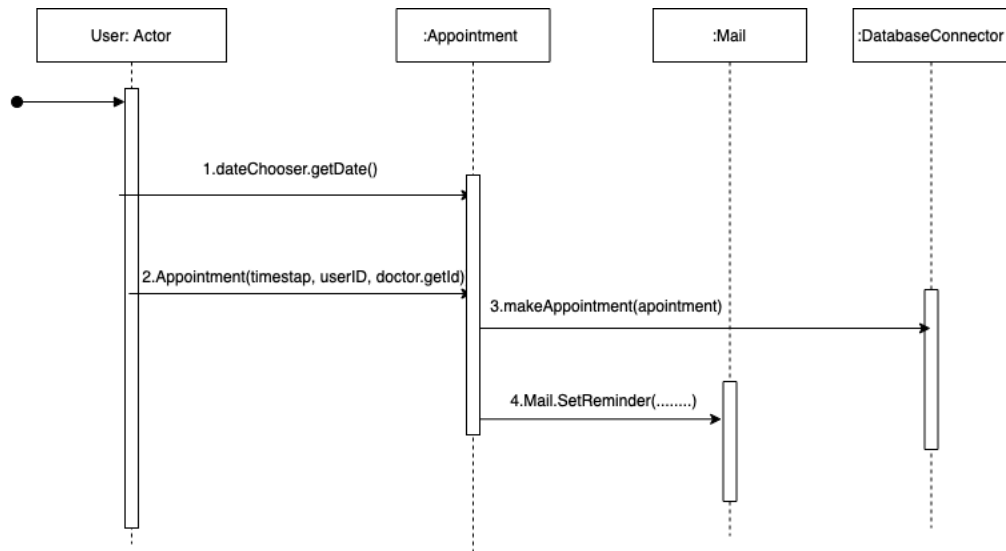 User: Actor
:Appointment
:Mail
:DatabaseConnector
1.dateChooser.getDate()
2.Appointment(timestap, userID, doctor.getId)
3.makeAppointment(apointment)
4.Mail.SetReminder(........)